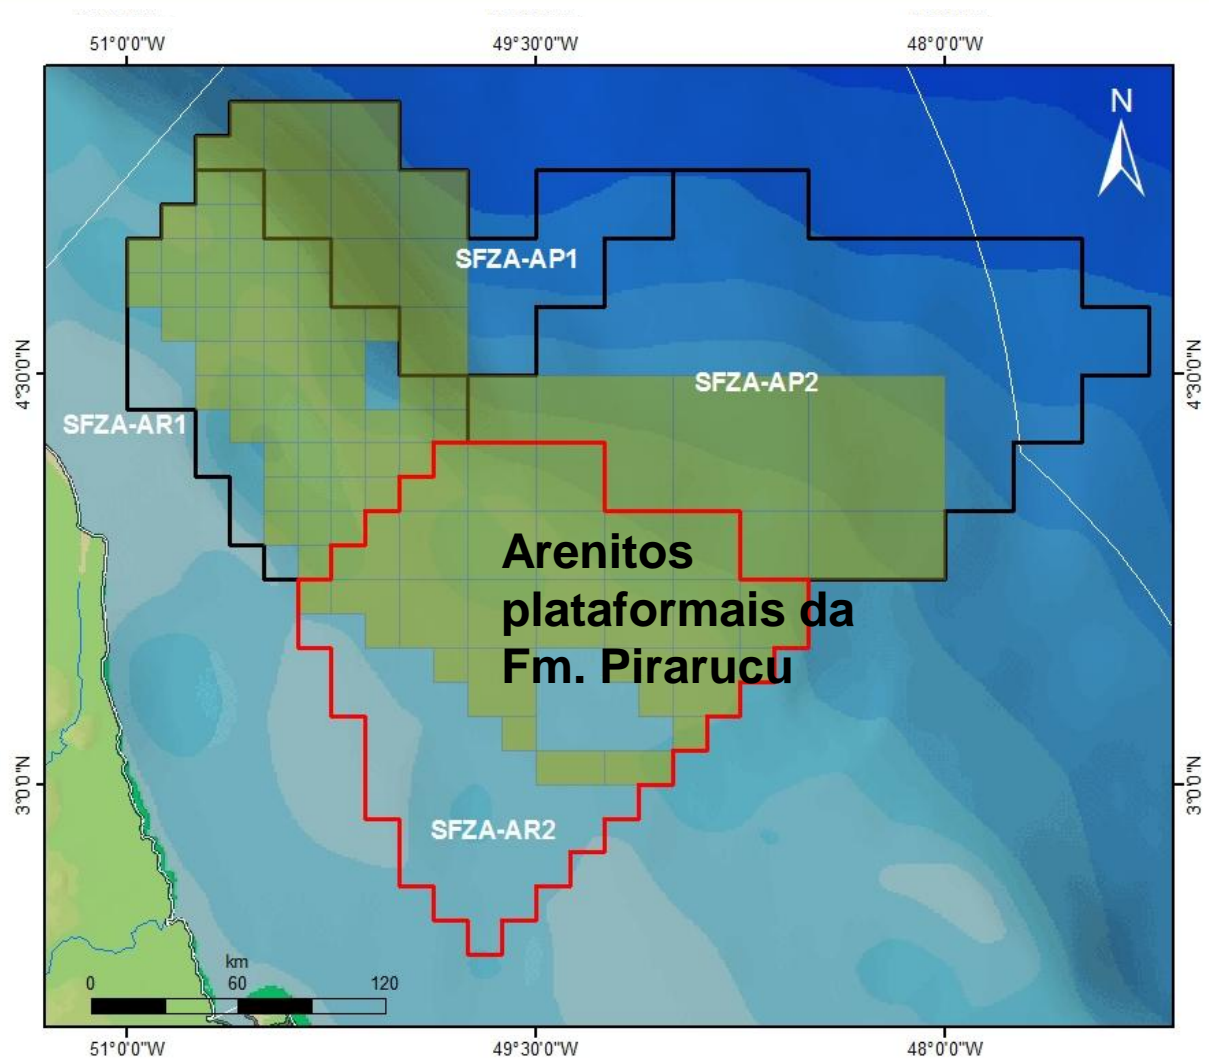 51°0'0"W
49°30'0"W
48°0'0"W
N
SFZA-AP1
4°30'0"N
SFZA-AP2
4°30'0"N
SFZA-AR1
Arenitos
plataformais da
Fm. Pirarucu
3°0'0"N
3°0'0"N
SFZA-AR2
km
0 60 120
51°0'0"W
49°30'0"W
48°0'0"W